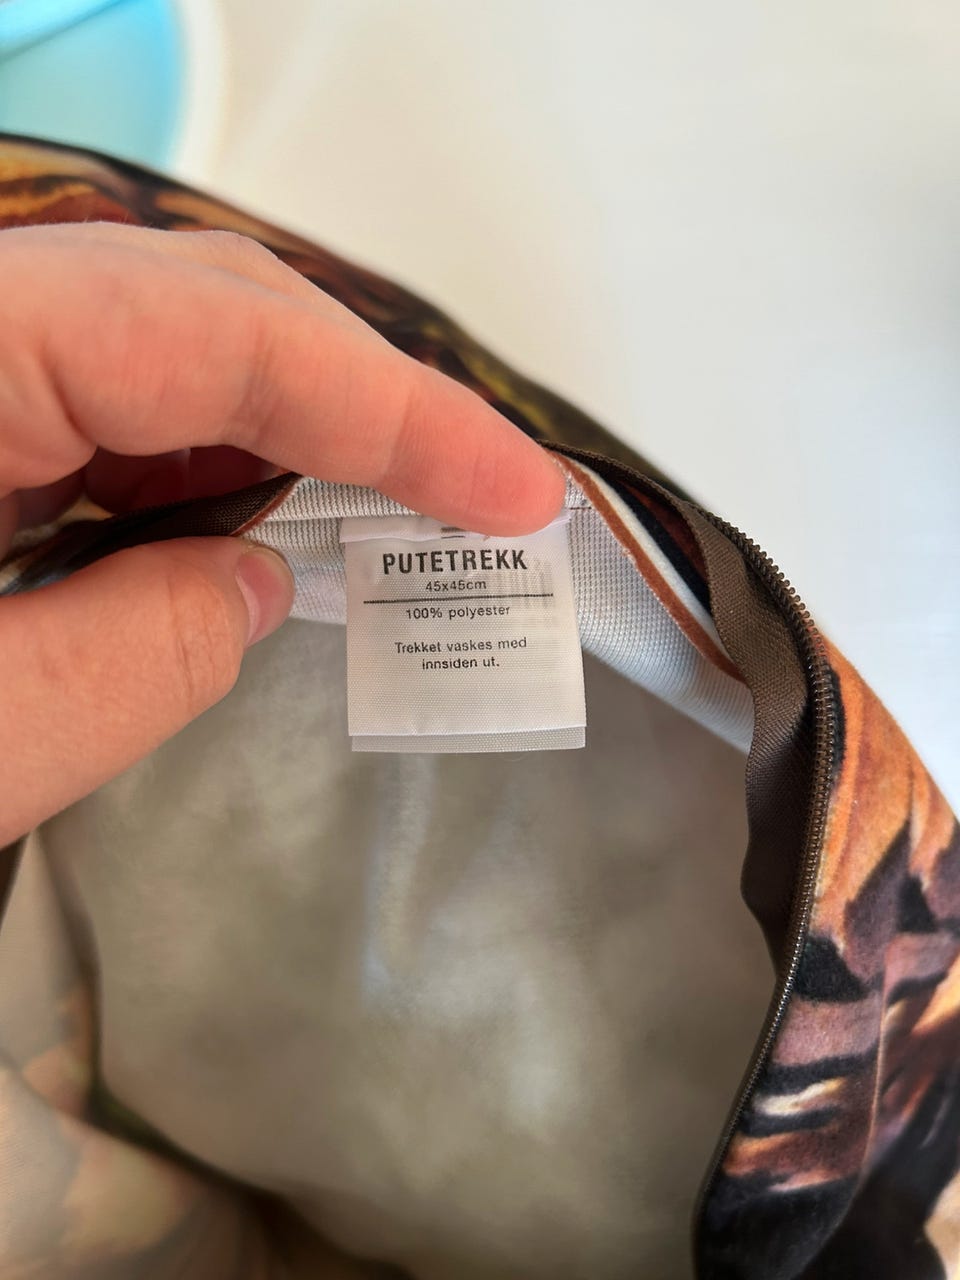 PUTETREKK
45x45cm
100% polyester
Trekket vaskes med
innsiden ut.